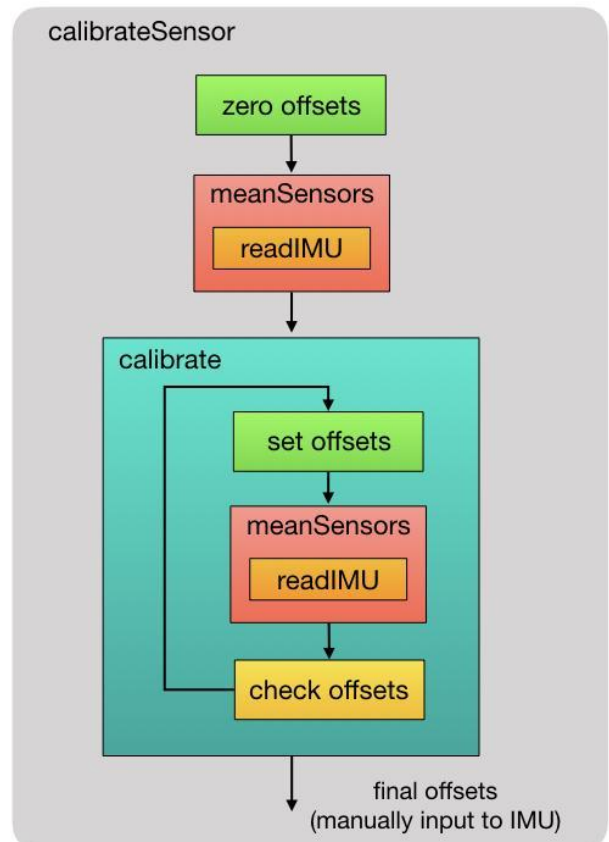 calibrateSensor
zero offsets
meanSensors
readIMU
calibrate
set offsets
meanSensors
readIMU
check offsets
final offsets
(manually input to IMU)